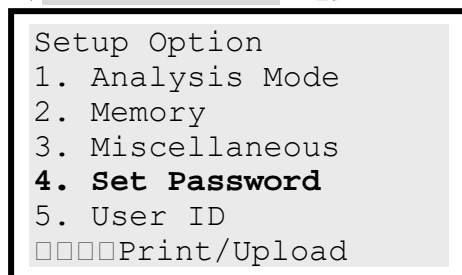 Setup Option
1. Analysis Mode
2. Memory
3. Miscellaneous
4. Set Password
5. User ID
□□□□Print/Upload